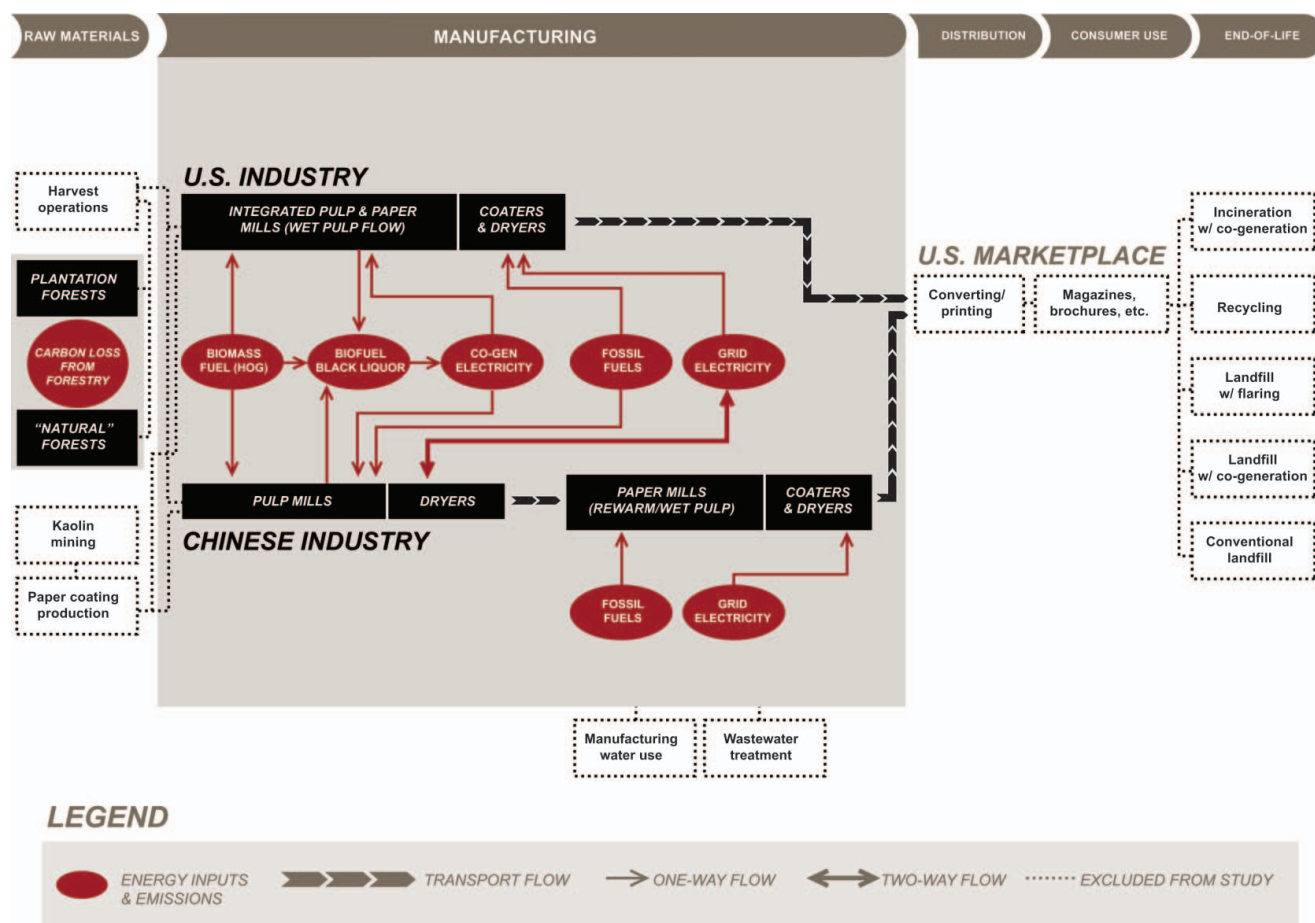 RAW MATERIALS
MANUFACTURING
DISTRIBUTION
CONSUMER USE
END-OF-LIFE
Harvest
operations
PLANTATION
FORESTS
CARBON LOSS
FROM
FORESTRY
“NATURAL”
FORESTS
Kaolin
mining
Paper coating
production
U.S. INDUSTRY
INTEGRATED PULP & PAPER
MILLS (WET PULP FLOW)
COATERS
& DRYERS
BIOMASS
FUEL (HOG)
BIOFUEL
BLACK LIQUOR
CO-GEN
ELECTRICITY
FOSSIL
FUELS
GRID
ELECTRICITY
PULP MILLS
DRYERS
PAPER MILLS
(REWARM/WET PULP)
COATERS
& DRYERS
CHINESE INDUSTRY
FOSSIL
FUELS
GRID
ELECTRICITY
Manufacturing
water use
Wastewater
treatment
U.S. MARKETPLACE
Converting/
printing
Magazines,
brochures, etc.
Incineration
w/ co-generation
Recycling
Landfill
w/ flaring
Landfill
w/ co-generation
Conventional
landfill
LEGEND
ENERGY INPUTS
& EMISSIONS
TRANSPORT FLOW
ONE-WAY FLOW
TWO-WAY FLOW
EXCLUDED FROM STUDY